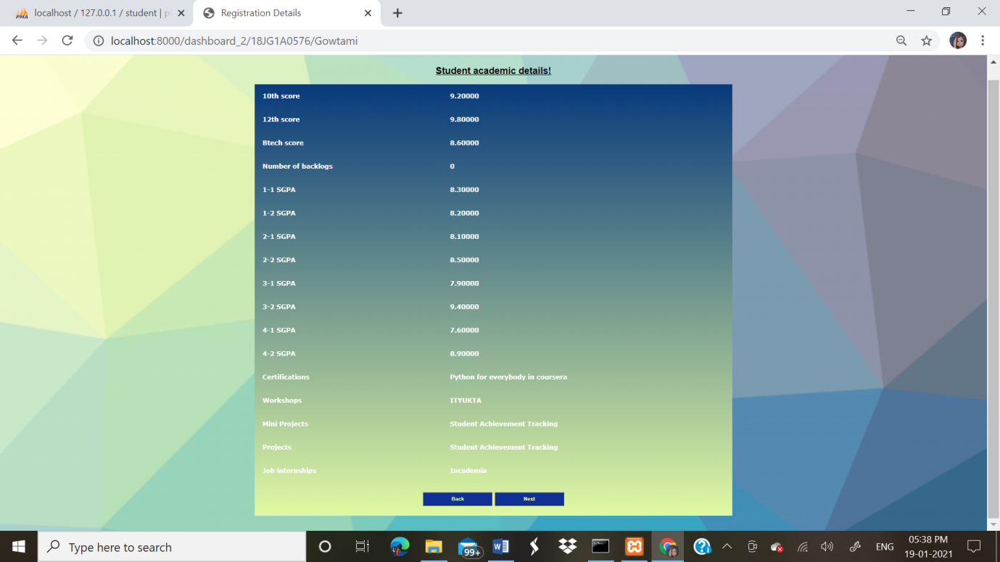 localhost / 127.0.0.1 / student | p
Registration Details
localhost:8000/dashboard_2/18JG1A0576/Gowtami
Student academic details!
10th score 9.20000
12th score 9.80000
Btech score 8.60000
Number of backlogs 0
1-1 SGPA 8.30000
1-2 SGPA 8.20000
2-1 SGPA 8.10000
2-2 SGPA 8.50000
3-1 SGPA 7.90000
3-2 SGPA 9.40000
4-1 SGPA 7.60000
4-2 SGPA 8.90000
Certifications Python for everybody in coursera
Workshops ITYUKTA
Mini Projects Student Achievement Tracking
Projects Student Achievement Tracking
Job internships Iacademia
Back Next
Type here to search
99+
ENG
05:38 PM
19-01-2021